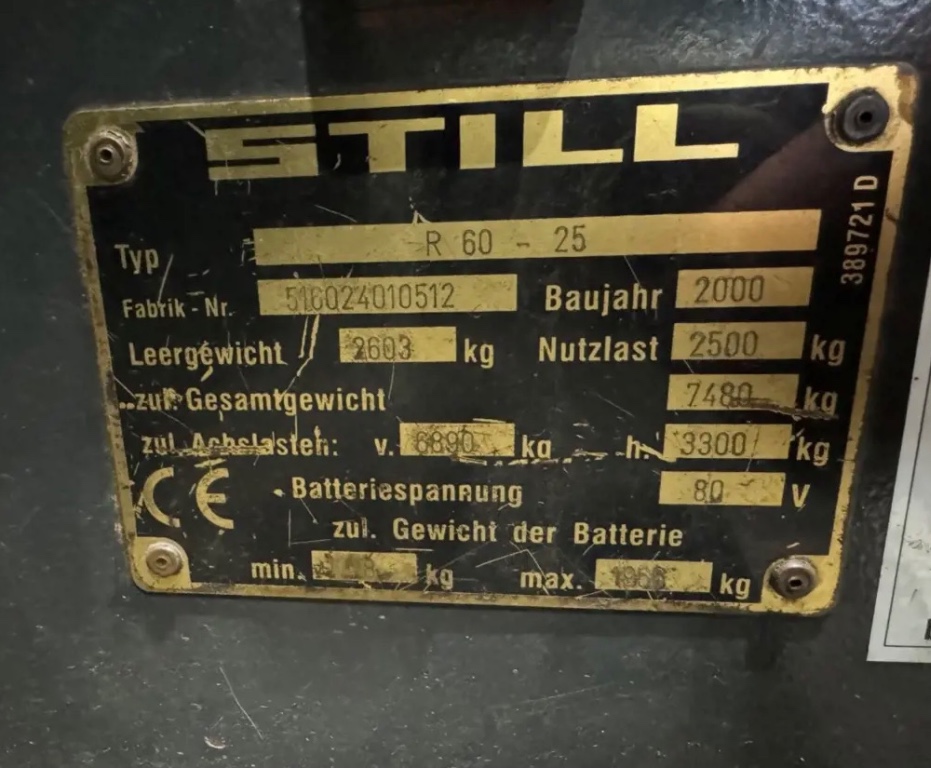 STILL
389721 D
Typ R 60 - 25
Fabrik - Nr. 516024010512 Baujahr 2000
Leergewicht 2603 kg Nutzlast 2500 kg
zul. Gesamtgewicht 7480 kg
zul. Achslasten: v. 6890 kg h. 3300 kg
CE Batteriespannung 80 V
zul. Gewicht der Batterie
min. kg max. kg